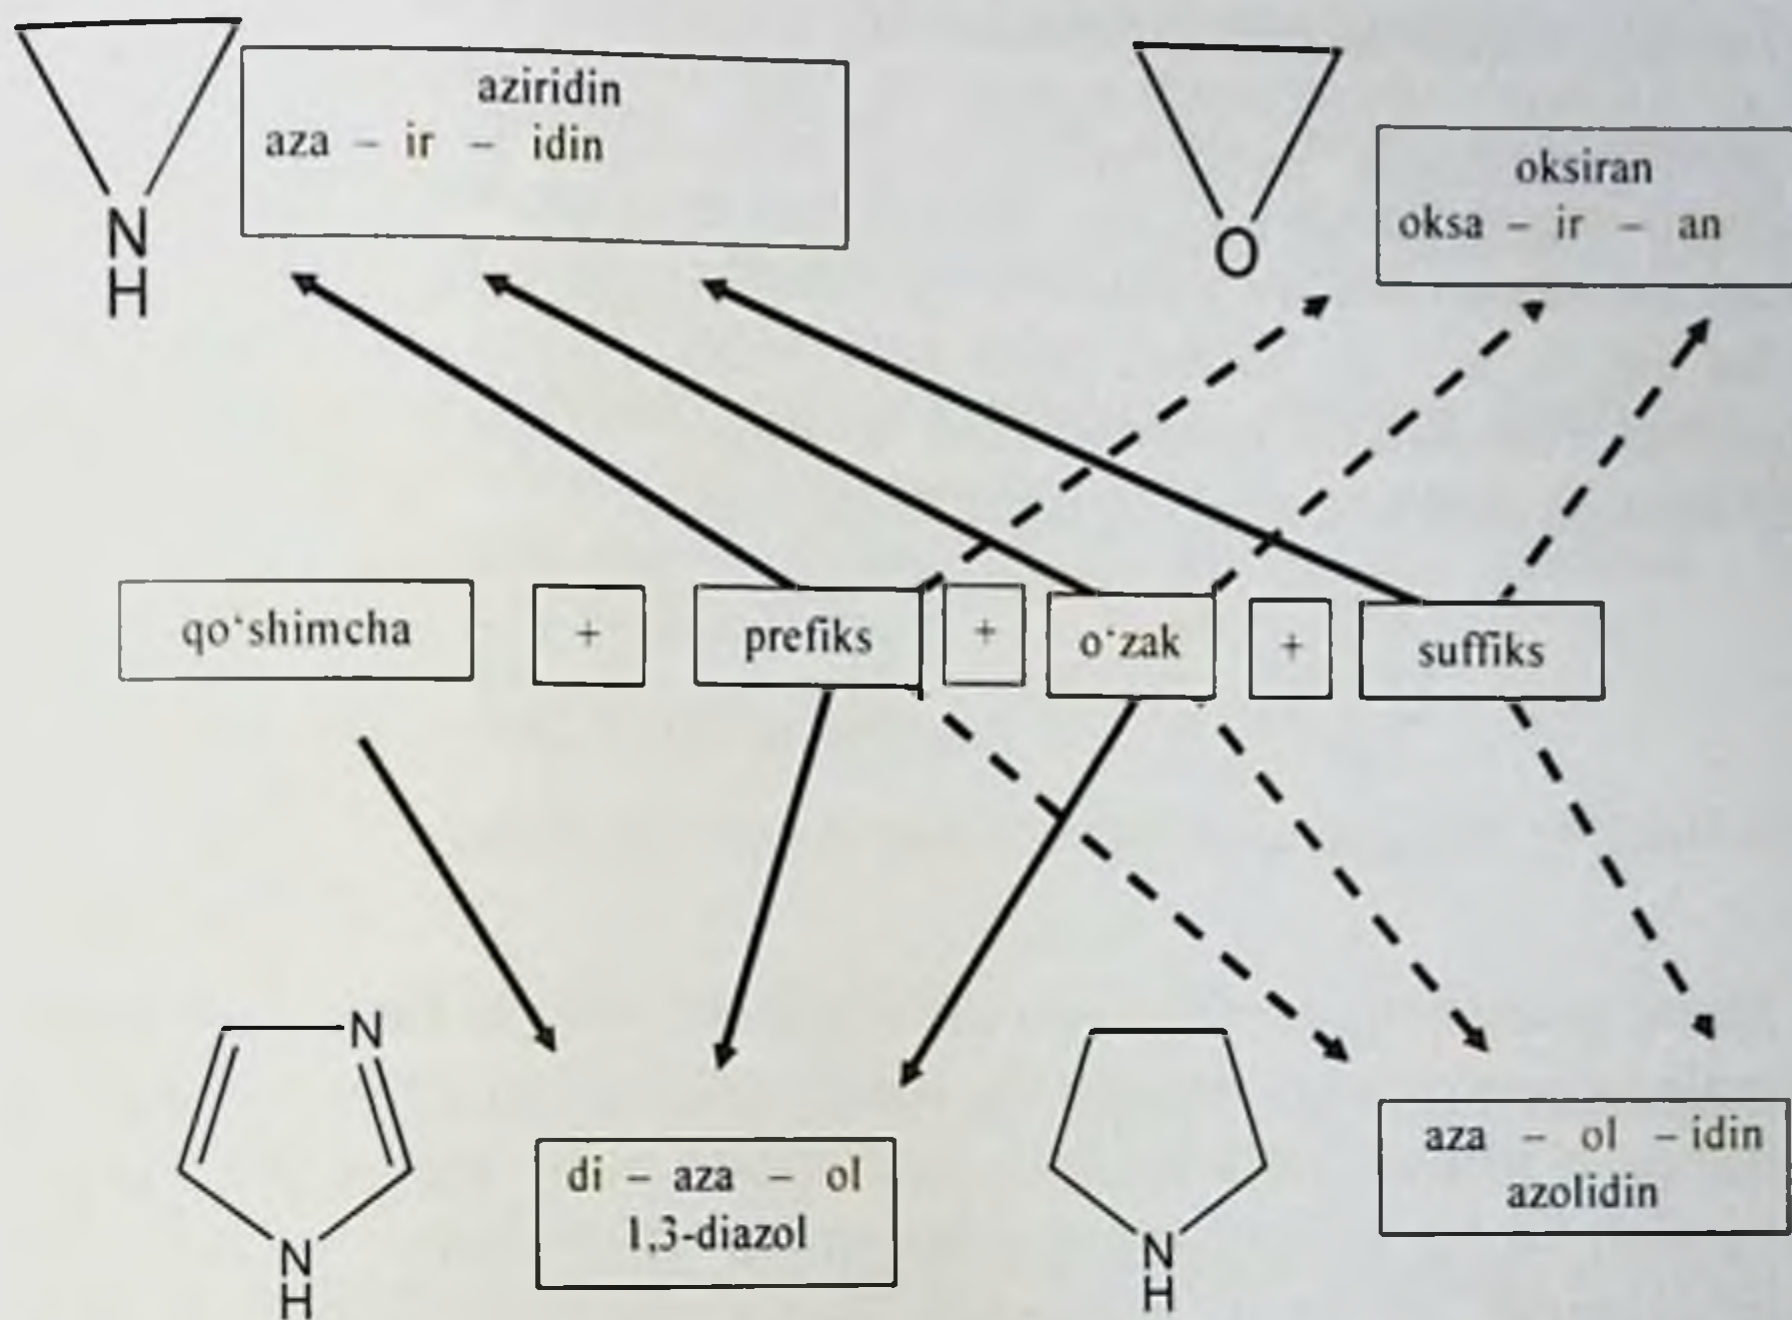 aziridin
aza – ir – idin
N
H
O
oksiran
oksa – ir – an
qo‘shimcha + prefiks + o‘zak + suffiks
N
N
H
di – aza – ol
1,3-diazol
N
H
aza – ol – idin
azolidin